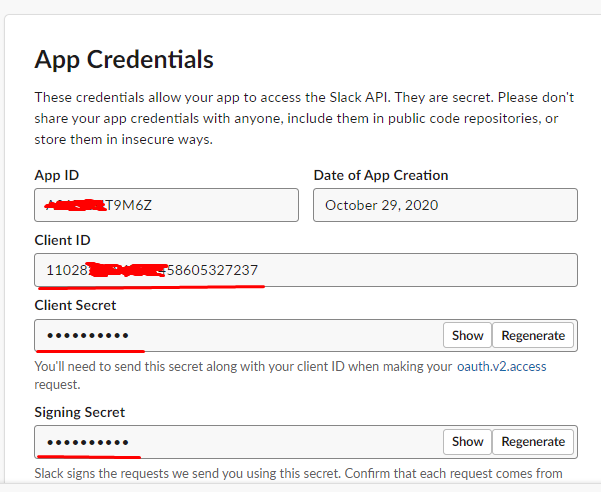 App Credentials
These credentials allow your app to access the Slack API. They are secret. Please don't
share your app credentials with anyone, include them in public code repositories, or
store them in insecure ways.
App ID
Date of App Creation
T9M6Z
October 29, 2020
Client ID
11028 58605327237
Client Secret
••••••••••
Show
Regenerate
You'll need to send this secret along with your client ID when making your oauth.v2.access
request.
Signing Secret
••••••••••
Show
Regenerate
Slack signs the requests we send you using this secret. Confirm that each request comes from